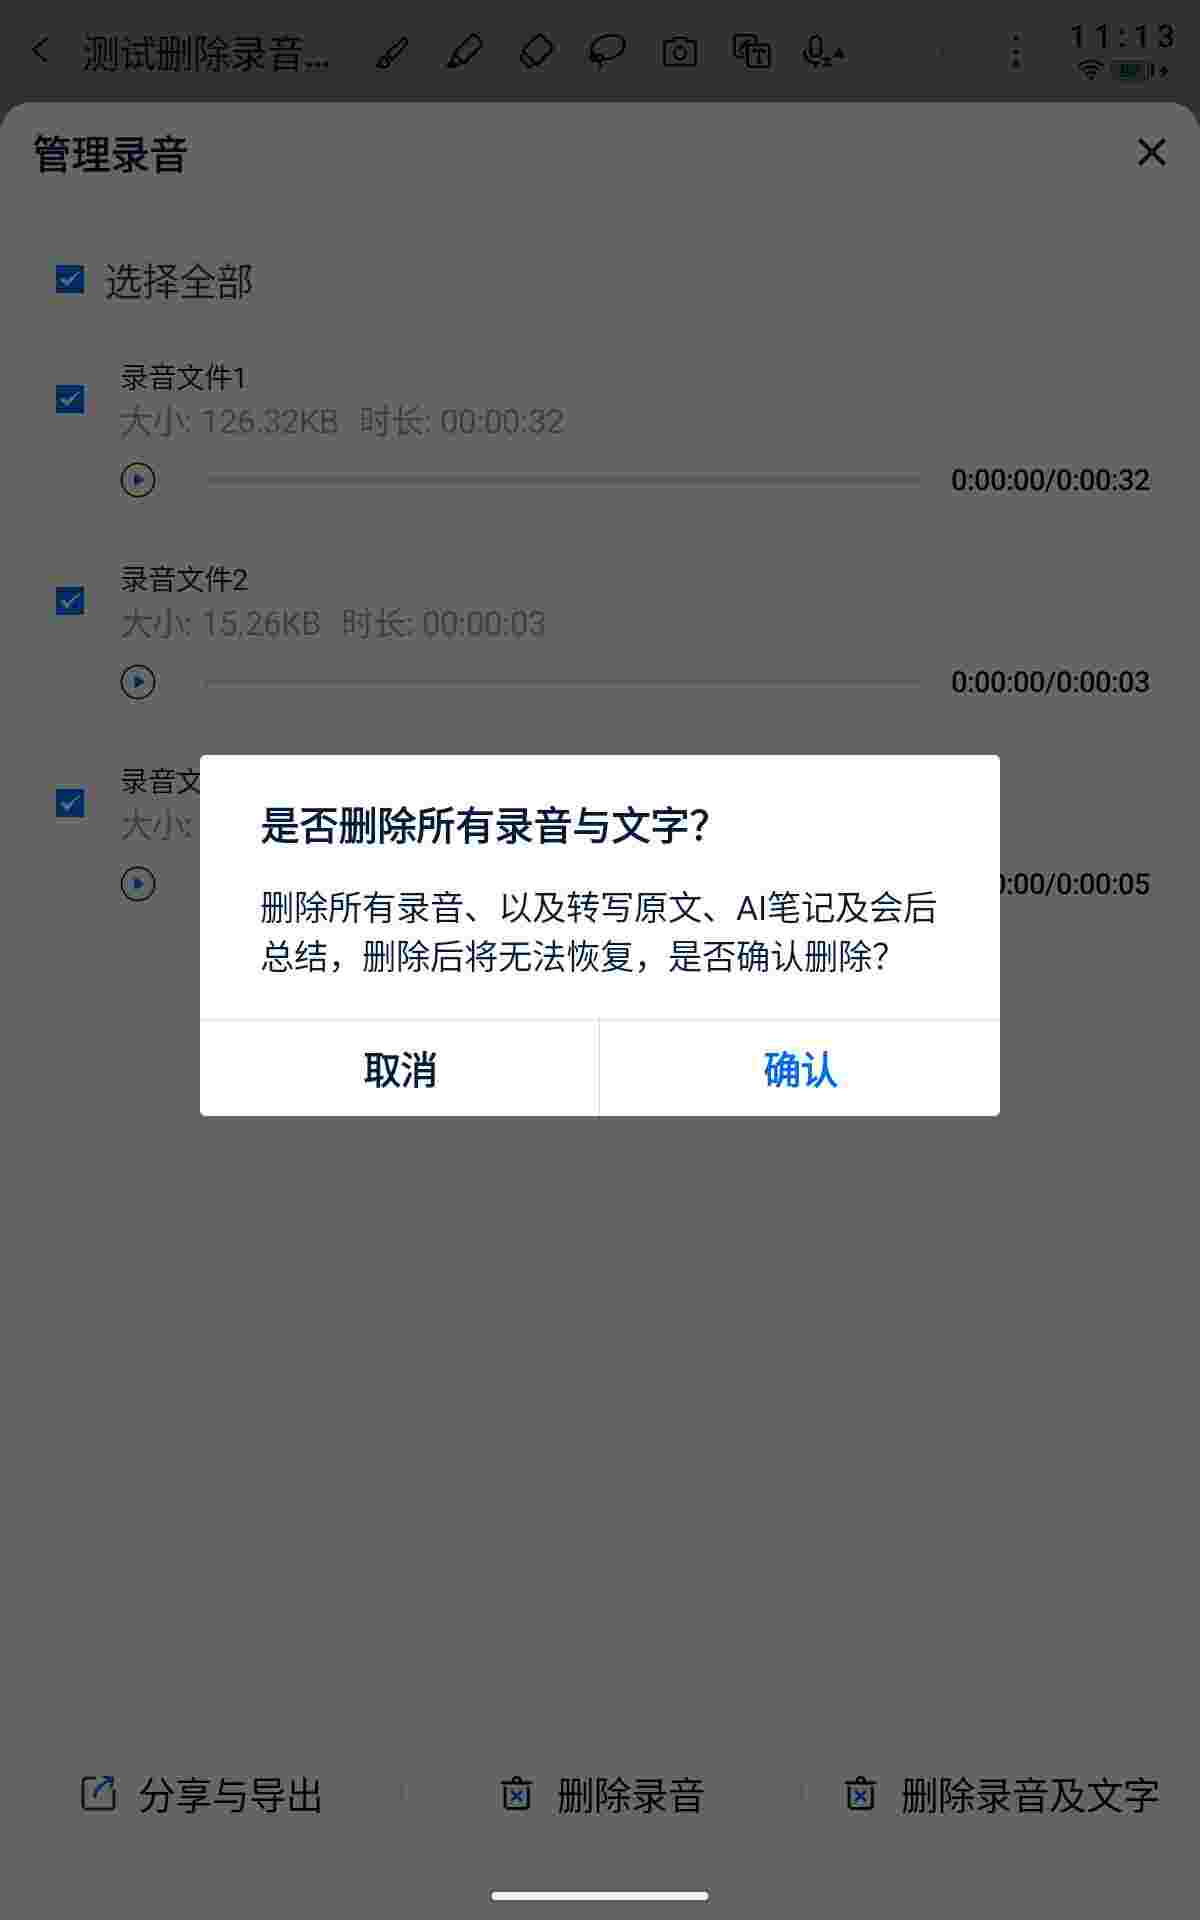 测试删除录音...
11:13
管理录音
选择全部
录音文件1
大小: 126.32KB 时长: 00:00:32
0:00:00/0:00:32
录音文件2
大小: 15.26KB 时长: 00:00:03
0:00:00/0:00:03
录音文
大小:
0:00/0:00:05
是否删除所有录音与文字?
删除所有录音、以及转写原文、AI笔记及会后
总结，删除后将无法恢复，是否确认删除?
取消
确认
分享与导出
删除录音
删除录音及文字